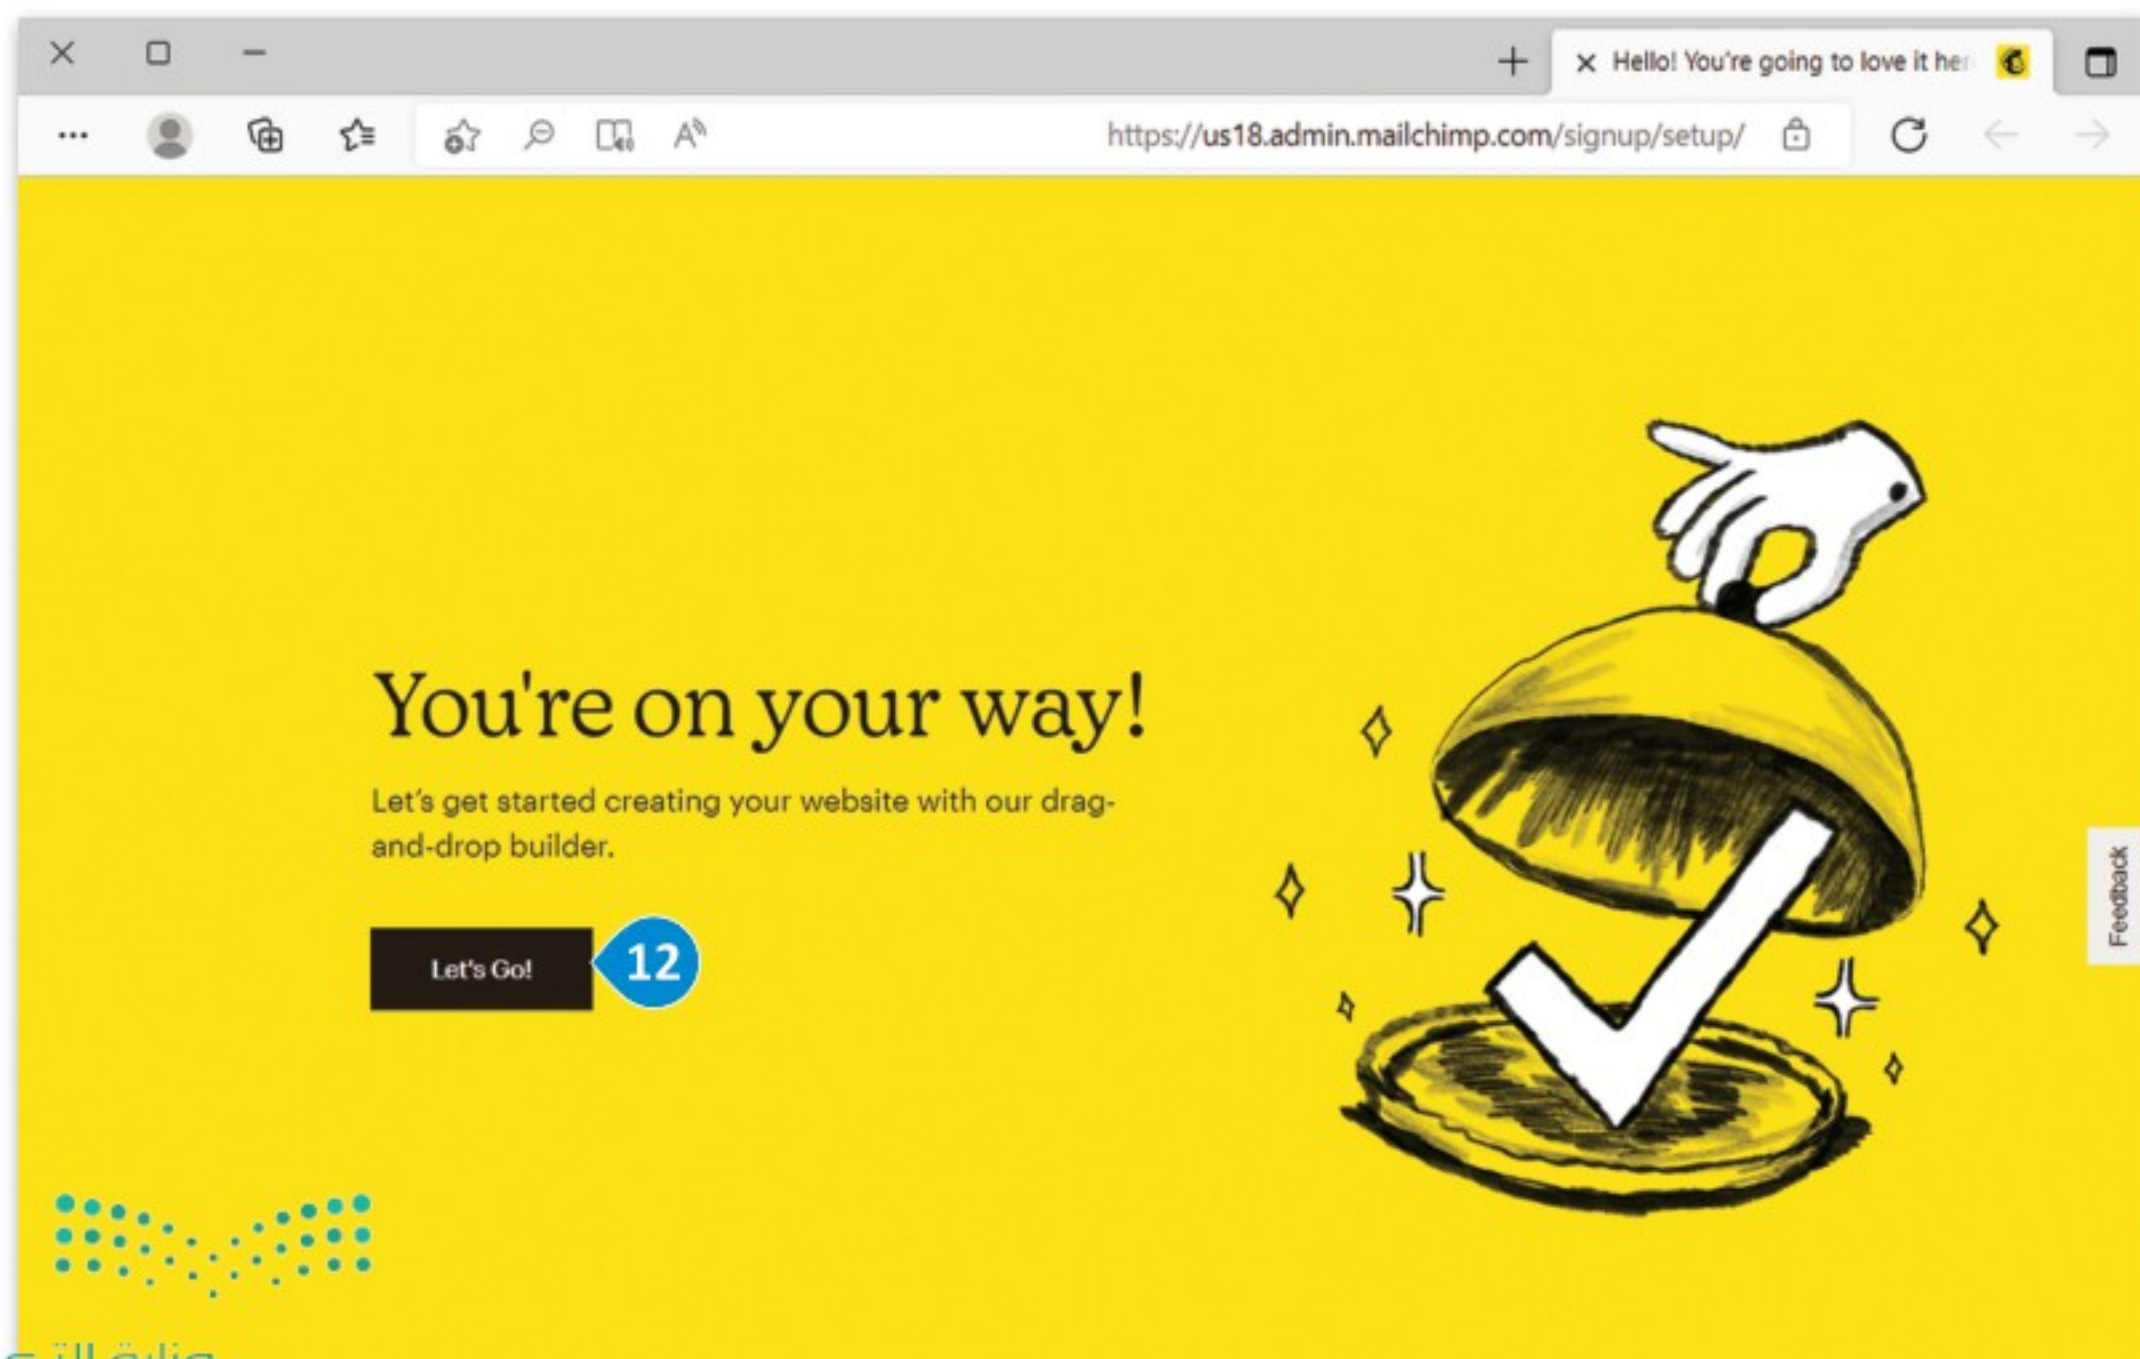 Hello! You're going to love it her
https://us18.admin.mailchimp.com/signup/setup/
You're on your way!
Let's get started creating your website with our drag-
and-drop builder.
Let's Go!
12
Feedback